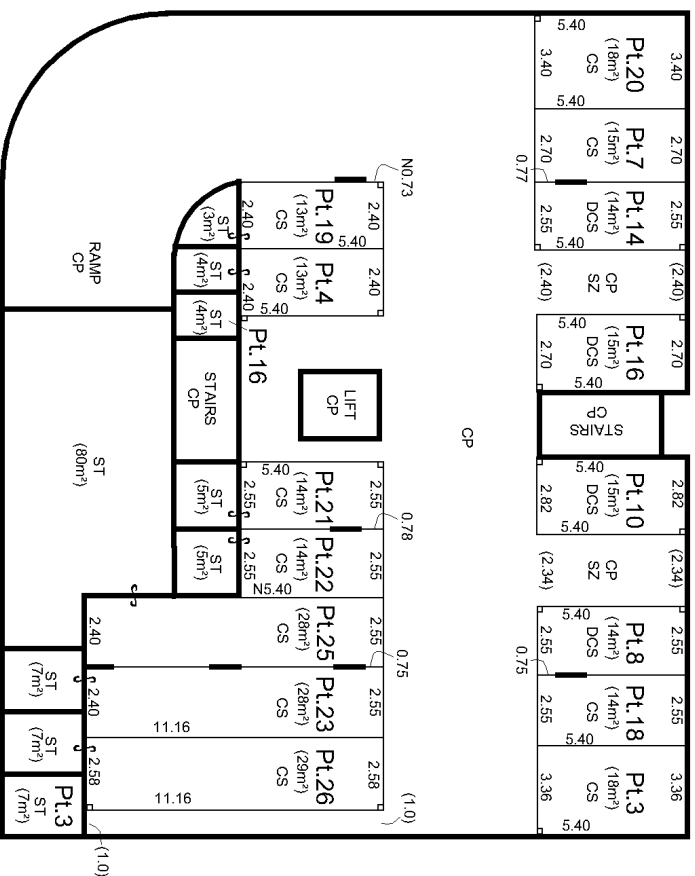 5.40
3.40
Pt.20
(18m²)
CS
3.40
5.40
2.70
Pt.7
(15m²)
CS
2.70
0.77
2.55
Pt.14
(14m²)
DCS
2.55
5.40
(2.40)
CP
SZ
(2.40)
5.40
2.70
Pt.16
(15m²)
DCS
2.70
5.40
STAIRS
CP
5.40
2.82
Pt.10
(15m²)
DCS
2.82
5.40
(2.34)
CP
SZ
(2.34)
5.40
2.55
Pt.8
(14m²)
DCS
2.55
0.75
2.55
Pt.18
(14m²)
CS
2.55
5.40
3.36
Pt.3
(18m²)
CS
3.36
5.40
CP
N0.73
2.40
Pt.19
(13m²)
CS
2.40
5.40
2.40
Pt.4
(13m²)
CS
2.40
5.40
LIFT
CP
5.40
2.55
Pt.21
(14m²)
CS
0.78
2.55
Pt.22
(14m²)
CS
2.55
N5.40
2.55
Pt.25
(28m²)
CS
2.40
0.75
2.55
Pt.23
(28m²)
CS
2.40
11.16
2.58
Pt.26
(29m²)
CS
2.58
11.16
(1.0)
ST
(3m²)
ST
(4m²)
ST
(4m²)
Pt.16
STAIRS
CP
ST
(5m²)
ST
(5m²)
RAMP
CP
ST
(80m²)
ST
(7m²)
ST
(7m²)
Pt.3
ST
(7m²)
(1.0)